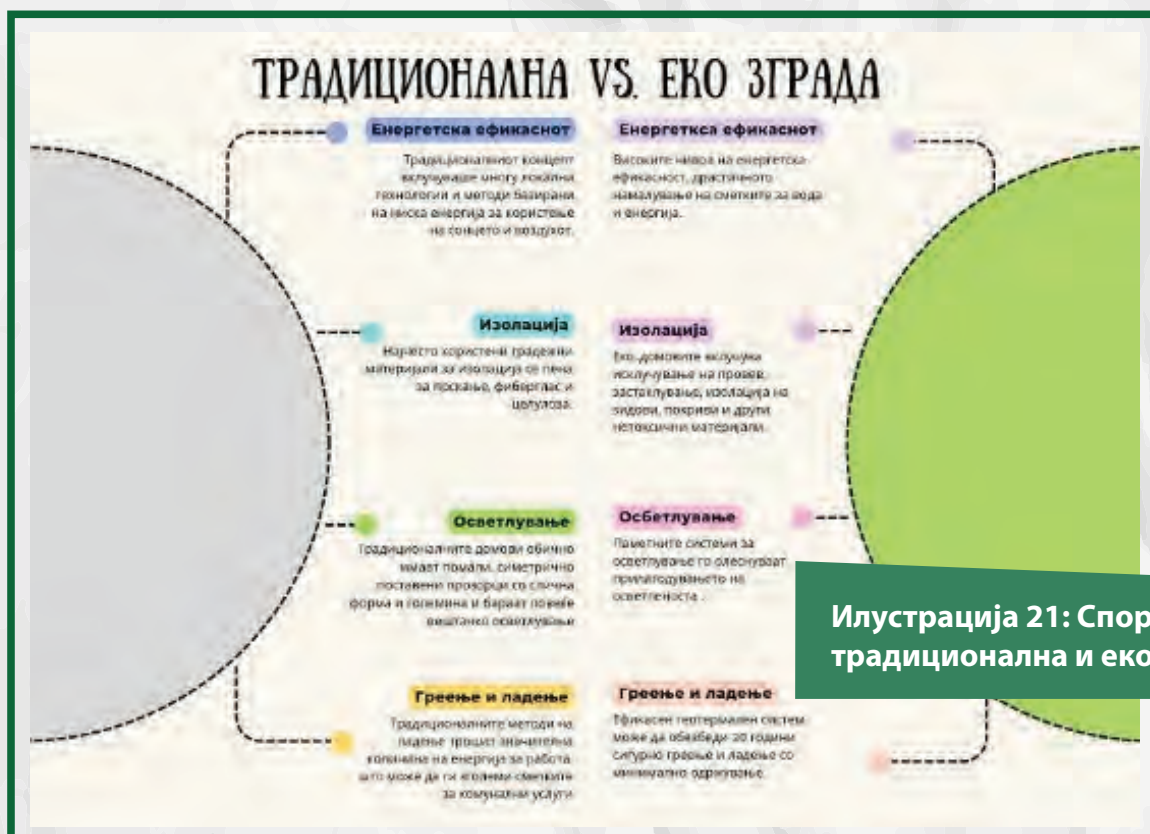 ТРАДИЦИОНАЛНА VS. ЕКО ЗГРАДА
Енергетска ефикаснот
Традиционалниот концепт
вклучуваше многу локални
технологии и методи базирани
на ниска енергија за користење
на сонцето и воздухот.
Изолација
Најчесто користени градежни
материјали за изолација се пена
за прскање, фиберглас и
целулоза.
Осветлување
Традиционалните домови обично
имаат помали, симетрично
поставени прозорци со слична
форма и големина и бараат повеќе
вештачко осветлување
Греење и ладење
Традиционалните методи на
ладење трошат значителна
количина на енергија за работа,
што може да ги зголеми сметките
за комунални услуги
Енергеткса ефикаснот
Високите нивоа на енергетска
ефикасност, драстичното
намалување на сметките за вода
и енергија.
Изолација
Еко-домовите вклучува
исклучување на провев,
застаклување, изолација на
ѕидови, покриви и други
нетоксични материјали.
Осбетлување
Паметните системи за
осветлување го олеснуваат
прилагодувањето на
осветленоста .
Греење и ладење
Ефикасен геотермален систем
може да обезбеди 20 години
сигурно греење и ладење со
минимално одржување.
Илустрација 21: Спор
традиционална и еко